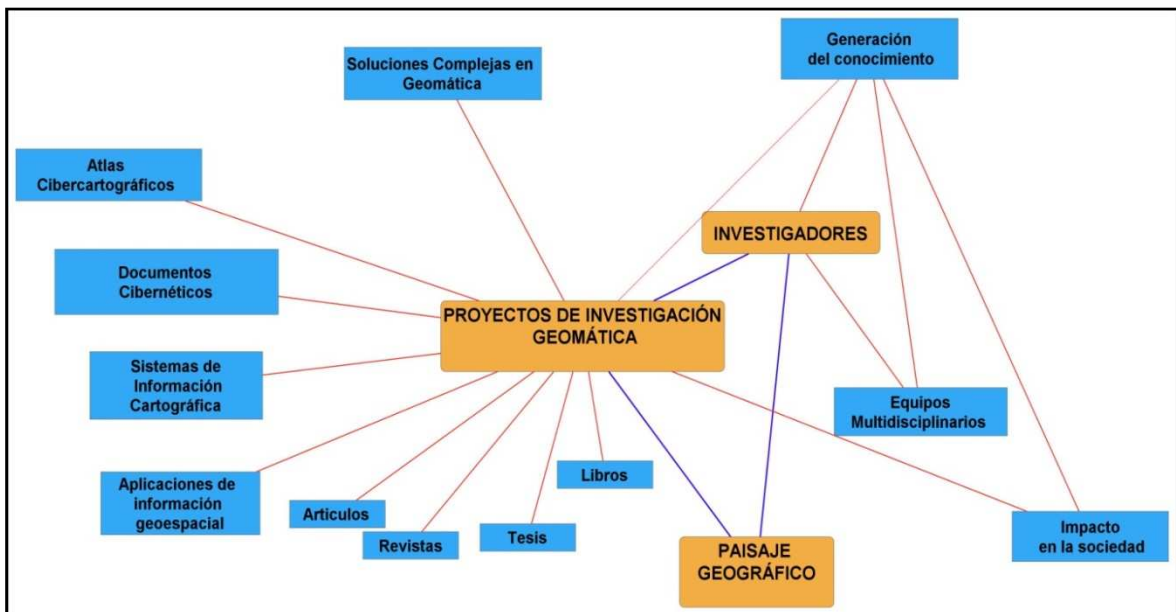 Generación
del conocimiento
Soluciones Complejas en
Geomática
Atlas
Cibercartográficos
INVESTIGADORES
Documentos
Cibernéticos
PROYECTOS DE INVESTIGACIÓN
GEOMÁTICA
Sistemas de
Información
Cartográfica
Equipos
Multidisciplinarios
Aplicaciones de
información
geoespacial
Libros
Articulos
Revistas
Tesis
Impacto
en la sociedad
PAISAJE
GEOGRÁFICO